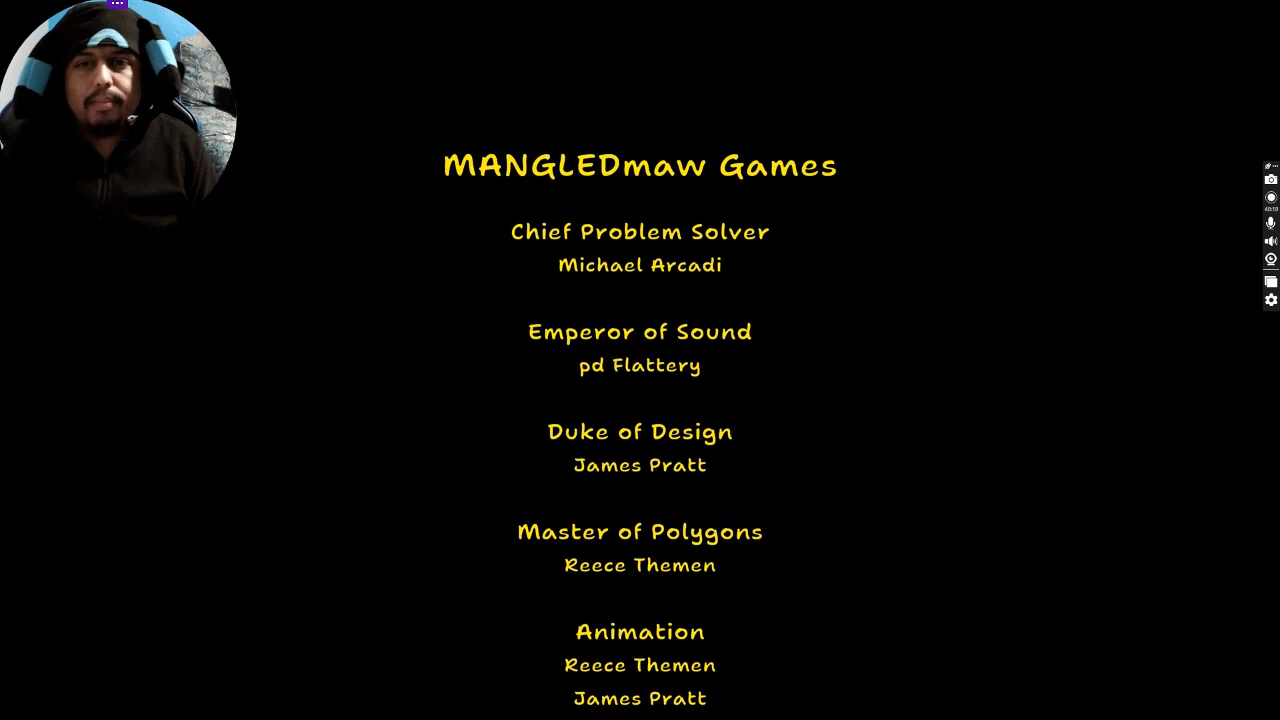 MANGLEDmaw Games
Chief Problem Solver
Michael Arcadi
Emperor of Sound
pd Flattery
Duke of Design
James Pratt
Master of Polygons
Reece Themen
Animation
Reece Themen
James Pratt